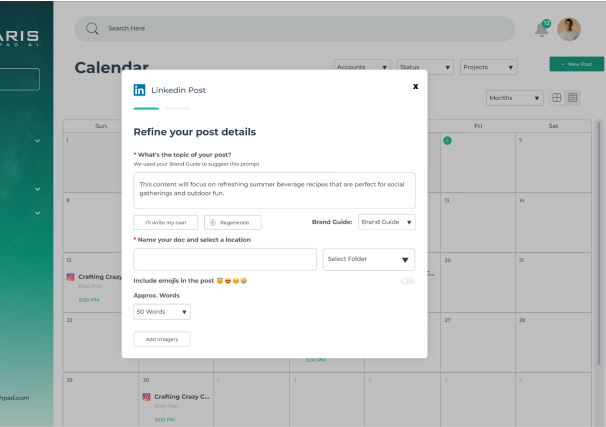 ARIS
PAD AI
Search Here
12
Calendar
Accounts
Status
Projects
+ New Post
Months
Sun
Fri
Sat
Linkedin Post
x
Refine your post details
* What's the topic of your post?
We used your Brand Guide to suggest this prompt
This content will focus on refreshing summer beverage recipes that are perfect for social
gatherings and outdoor fun.
I'll write my own
Regenerate
Brand Guide:
Brand Guide
* Name your doc and select a location
Select Folder
Include emojis in the post
Approx. Words
50 Words
Add Imagery
1
6
7
8
13
14
15
20
21
Crafting Crazy
Blog Post
5:00 PM
22
27
28
5:00 PM
29
30
1
2
3
4
5
Crafting Crazy C...
Blog Post
5:00 PM
hpad.com